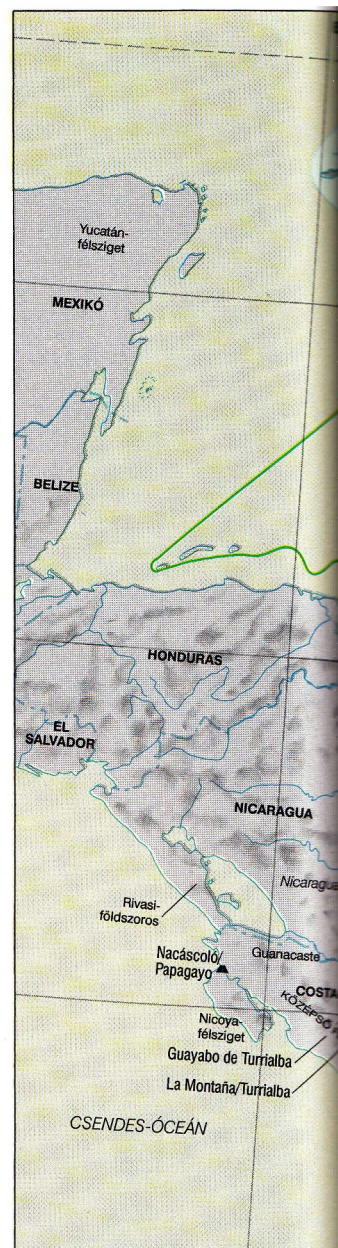 Yucatán-
félsziget
MEXIKÓ
BELIZE
HONDURAS
EL
SALVADOR
NICARAGUA
Nicaragua
Rivasi-
földszoros
Guanacaste
Nacáscoló/
Papagayo
COSTA
KÖZÉPSŐ
Nicoya-
félsziget
Guayabo de Turrialba
La Montaña/Turrialba
CSENDES-ÓCEÁN